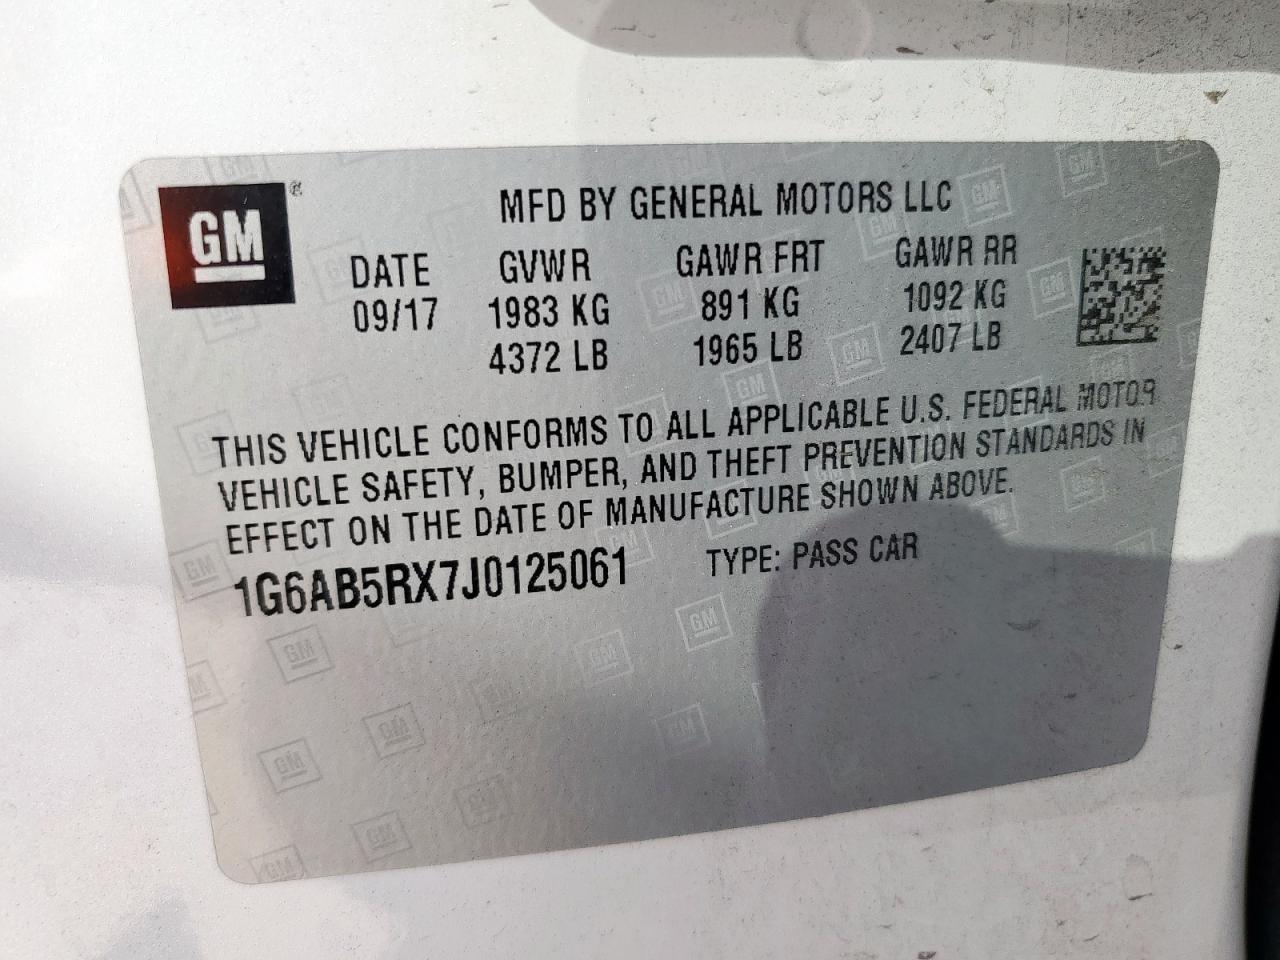 GM ®
MFD BY GENERAL MOTORS LLC
DATE GVWR GAWR FRT GAWR RR
09/17 1983 KG 891 KG 1092 KG
4372 LB 1965 LB 2407 LB
THIS VEHICLE CONFORMS TO ALL APPLICABLE U.S. FEDERAL MOTOR
VEHICLE SAFETY, BUMPER, AND THEFT PREVENTION STANDARDS IN
EFFECT ON THE DATE OF MANUFACTURE SHOWN ABOVE.
1G6AB5RX7J0125061 TYPE: PASS CAR